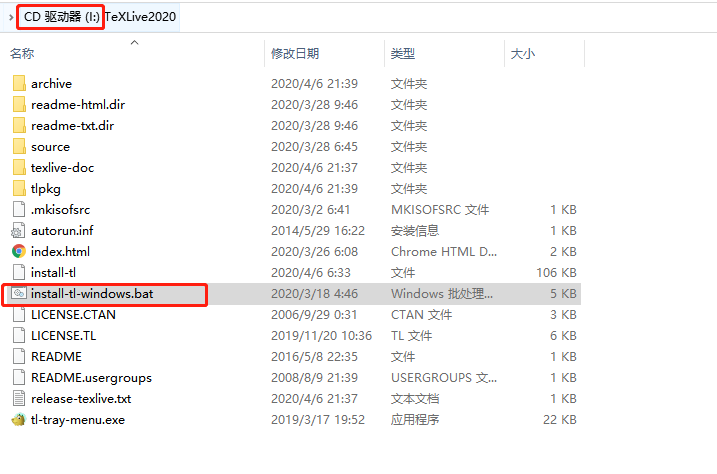 CD 驱动器 (I:) TeXLive2020
名称 修改日期 类型 大小
archive 2020/4/6 21:39 文件夹
readme-html.dir 2020/3/28 9:46 文件夹
readme-txt.dir 2020/3/28 9:46 文件夹
source 2020/3/28 6:45 文件夹
texlive-doc 2020/4/6 21:37 文件夹
tlpkg 2020/4/6 21:39 文件夹
.mkisofsrc 2020/3/2 6:41 MKISOFSRC 文件 1 KB
autorun.inf 2014/5/29 16:22 安装信息 1 KB
index.html 2020/3/26 6:08 Chrome HTML D... 2 KB
install-tl 2020/4/6 6:33 文件 106 KB
install-tl-windows.bat 2020/3/18 4:46 Windows 批处理... 5 KB
LICENSE.CTAN 2006/9/29 0:31 CTAN 文件 3 KB
LICENSE.TL 2019/11/20 10:36 TL 文件 6 KB
README 2016/5/8 22:35 文件 1 KB
README.usergroups 2008/8/9 21:39 USERGROUPS 文... 1 KB
release-texlive.txt 2020/4/6 21:37 文本文档 1 KB
tl-tray-menu.exe 2019/3/17 19:52 应用程序 22 KB